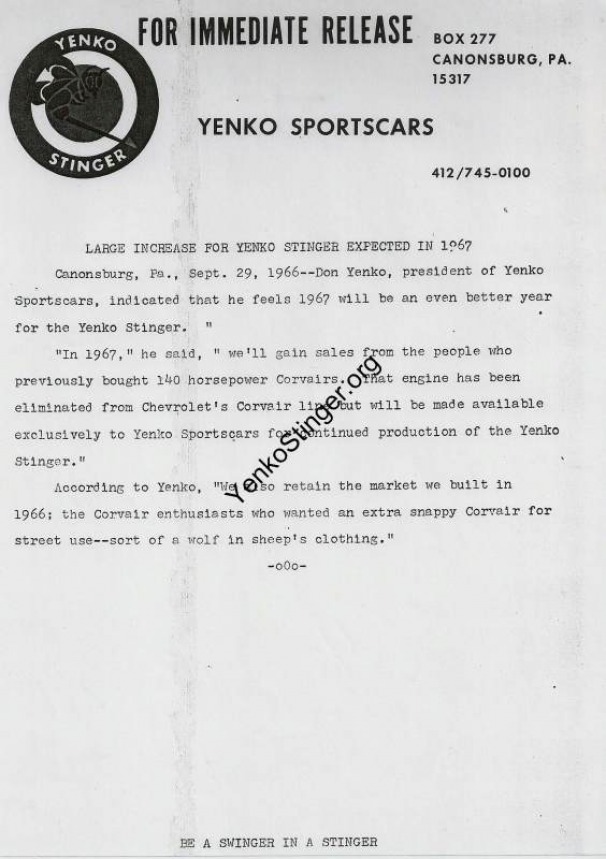 YENKO
STINGER
FOR IMMEDIATE RELEASE
BOX 277
CANONSBURG, PA.
15317
YENKO SPORTSCARS
412/745-0100
LARGE INCREASE FOR YENKO STINGER EXPECTED IN 1967
Canonsburg, Pa., Sept. 29, 1966--Don Yenko, president of Yenko
Sportscars, indicated that he feels 1967 will be an even better year
for the Yenko Stinger. "
"In 1967," he said, " we'll gain sales from the people who
previously bought 140 horsepower Corvairs. That engine has been
eliminated from Chevrolet's Corvair line but will be made available
exclusively to Yenko Sportscars for continued production of the Yenko
Stinger."
According to Yenko, "We also retain the market we built in
1966; the Corvair enthusiasts who wanted an extra snappy Corvair for
street use--sort of a wolf in sheep's clothing."
-o0o-
YenkoStinger.org
BE A SWINGER IN A STINGER